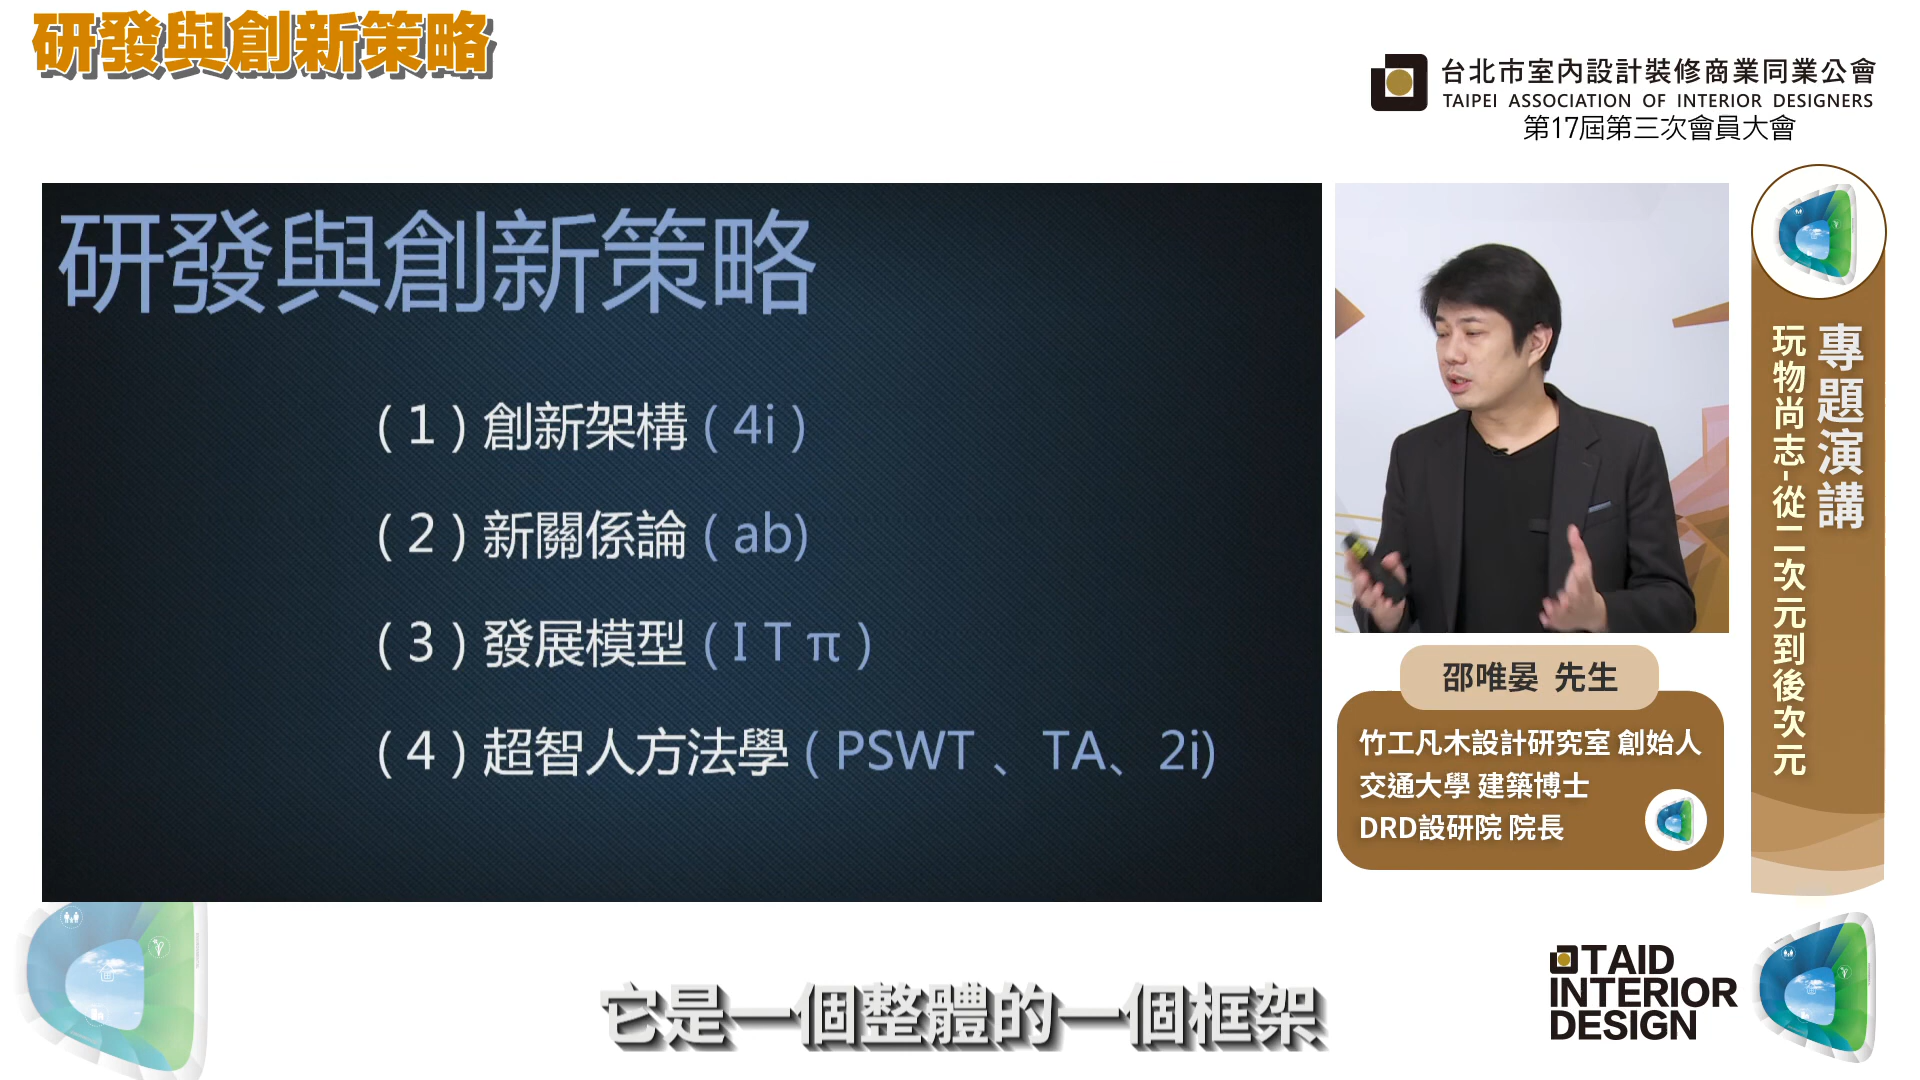 研發與創新策略
台北市室內設計裝修商業同業公會
TAIPEI ASSOCIATION OF INTERIOR DESIGNERS
第17屆第三次會員大會
研發與創新策略
(1)創新架構(4i)
(2)新關係論(ab)
(3)發展模型(I T π)
(4)超智人方法學(PSWT、TA、2i)
邵唯晏 先生
竹工凡木設計研究室 創始人
交通大學 建築博士
DRD設研院 院長
專題演講
玩物尚志-從二次元到後次元
它是一個整體的一個框架
TAID
INTERIOR
DESIGN